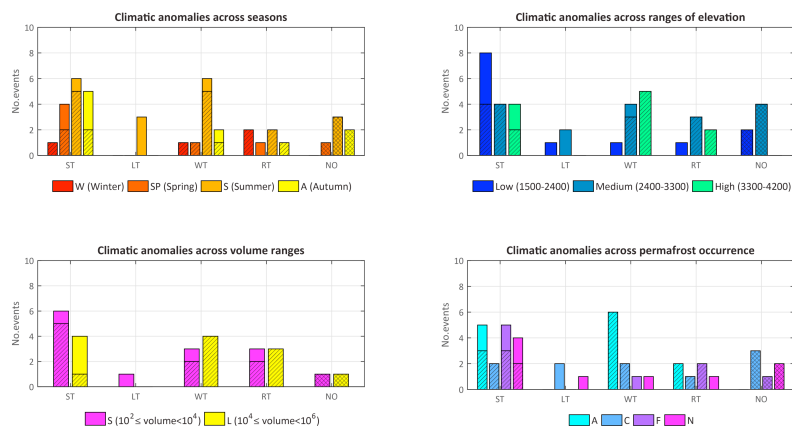 Climatic anomalies across seasons
10
8
6
4
2
0
No.events
ST LT WT RT NO
W (Winter) SP (Spring) S (Summer) A (Autumn)
Climatic anomalies across ranges of elevation
10
8
6
4
2
0
No.events
ST LT WT RT NO
Low (1500-2400) Medium (2400-3300) High (3300-4200)
Climatic anomalies across volume ranges
10
8
6
4
2
0
No.events
ST LT WT RT NO
S (10² ≤ volume<10⁴) L (10⁴ ≤ volume<10⁶)
Climatic anomalies across permafrost occurrence
10
8
6
4
2
0
No.events
ST LT WT RT NO
A C F N